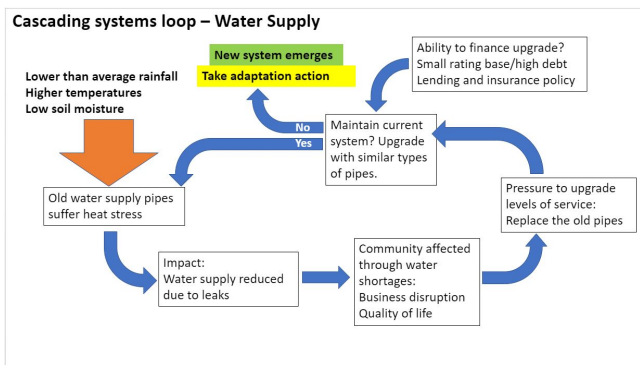 Cascading systems loop – Water Supply
New system emerges
Take adaptation action
Ability to finance upgrade?
Small rating base/high debt
Lending and insurance policy
Lower than average rainfall
Higher temperatures
Low soil moisture
No
Yes
Maintain current
system? Upgrade
with similar types
of pipes.
Old water supply pipes
suffer heat stress
Pressure to upgrade
levels of service:
Replace the old pipes
Impact:
Water supply reduced
due to leaks
Community affected
through water
shortages:
Business disruption
Quality of life